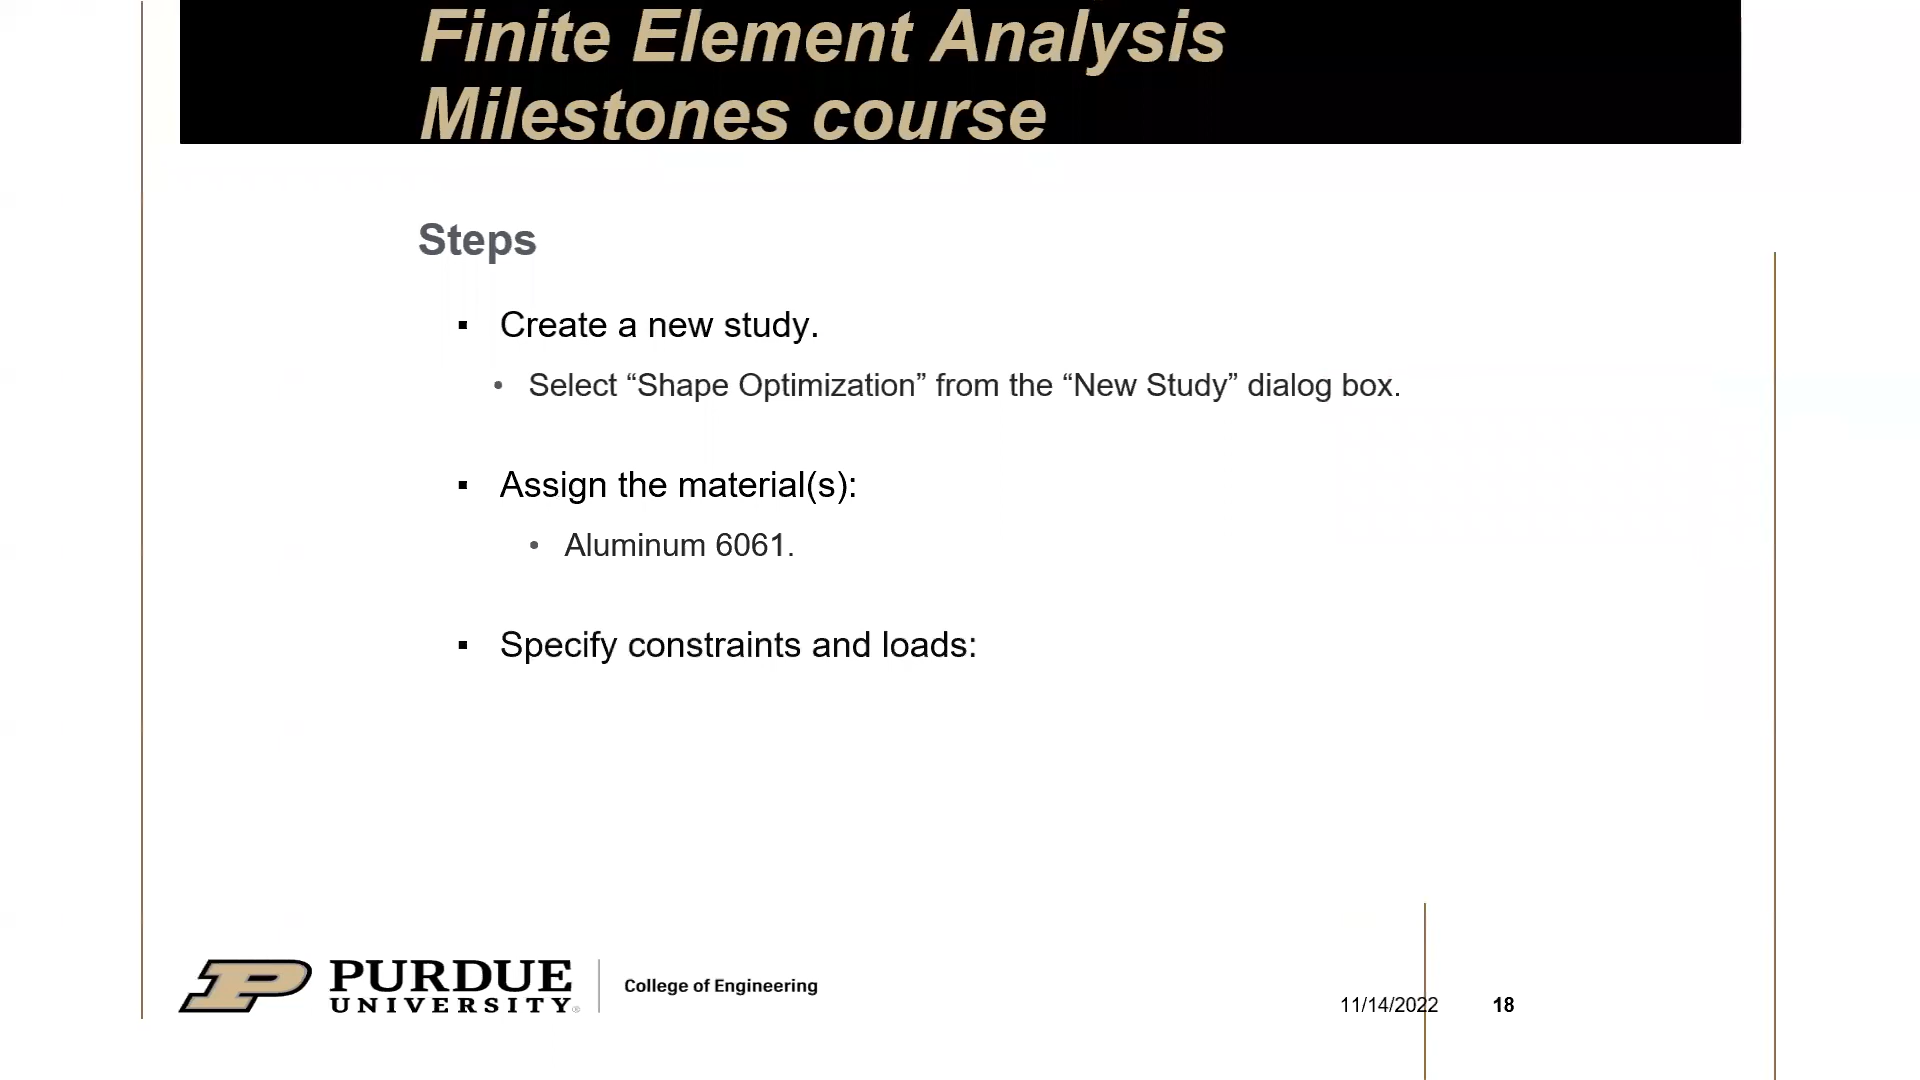 Finite Element Analysis
Milestones course
Steps
▪ Create a new study.
• Select “Shape Optimization” from the “New Study” dialog box.
▪ Assign the material(s):
• Aluminum 6061.
▪ Specify constraints and loads:
PURDUE
UNIVERSITY®
College of Engineering
11/14/2022
18